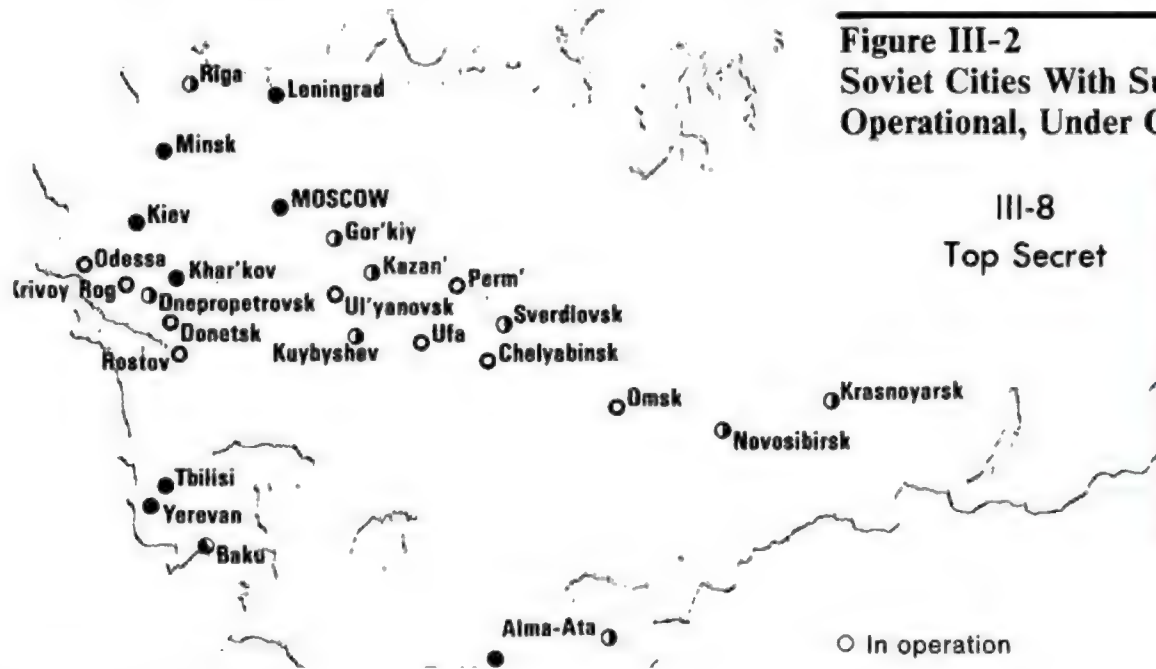 Figure III-2
Soviet Cities With Su
Operational, Under C
III-8
Top Secret
Riga
Leningrad
Minsk
MOSCOW
Kiev
Gor'kiy
Odessa
Khar'kov
Kazan'
Perm'
Krivoy Rog
Dnepropetrovsk
Ul'yanovsk
Sverdlovsk
Donetsk
Kuybyshev
Ufa
Rostov
Chelyabinsk
Omsk
Krasnoyarsk
Novosibirsk
Tbilisi
Yerevan
Baku
Alma-Ata
In operation